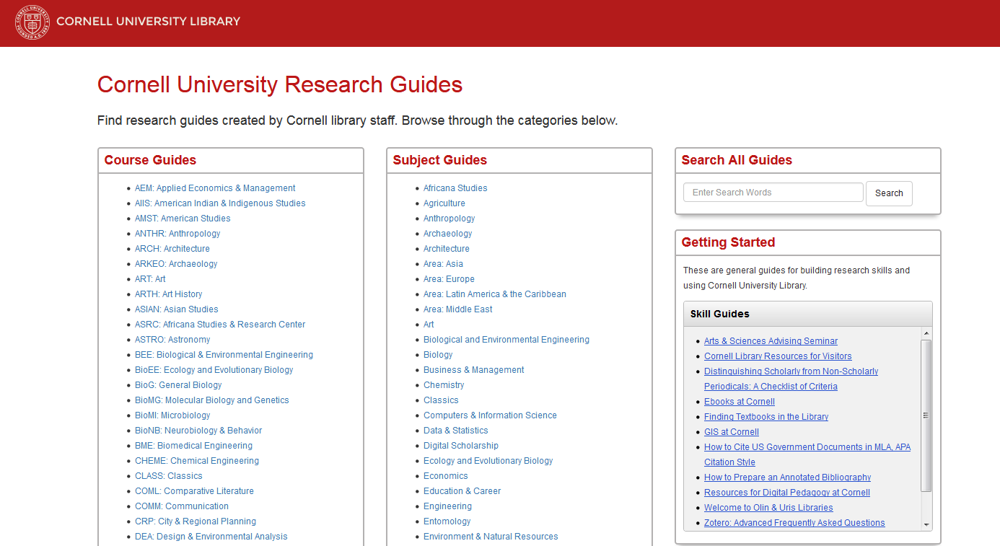 CORNELL UNIVERSITY LIBRARY
Cornell University Research Guides
Find research guides created by Cornell library staff. Browse through the categories below.
Course Guides
AEM: Applied Economics & Management
AIIS: American Indian & Indigenous Studies
AMST: American Studies
ANTHR: Anthropology
ARCH: Architecture
ARKEO: Archaeology
ART: Art
ARTH: Art History
ASIAN: Asian Studies
ASRC: Africana Studies & Research Center
ASTRO: Astronomy
BEE: Biological & Environmental Engineering
BioEE: Ecology and Evolutionary Biology
BioG: General Biology
BioMG: Molecular Biology and Genetics
BioMI: Microbiology
BioNB: Neurobiology & Behavior
BME: Biomedical Engineering
CHEME: Chemical Engineering
CLASS: Classics
COML: Comparative Literature
COMM: Communication
CRP: City & Regional Planning
DEA: Design & Environmental Analysis
Subject Guides
Africana Studies
Agriculture
Anthropology
Archaeology
Architecture
Area: Asia
Area: Europe
Area: Latin America & the Caribbean
Area: Middle East
Art
Biological and Environmental Engineering
Biology
Business & Management
Chemistry
Classics
Computers & Information Science
Data & Statistics
Digital Scholarship
Ecology and Evolutionary Biology
Economics
Education & Career
Engineering
Entomology
Environment & Natural Resources
Search All Guides
Enter Search Words
Search
Getting Started
These are general guides for building research skills and
using Cornell University Library.
Skill Guides
Arts & Sciences Advising Seminar
Cornell Library Resources for Visitors
Distinguishing Scholarly from Non-Scholarly
Periodicals: A Checklist of Criteria
Ebooks at Cornell
Finding Textbooks in the Library
GIS at Cornell
How to Cite US Government Documents in MLA, APA
Citation Style
How to Prepare an Annotated Bibliography
Resources for Digital Pedagogy at Cornell
Welcome to Olin & Uris Libraries
Zotero: Advanced Frequently Asked Questions